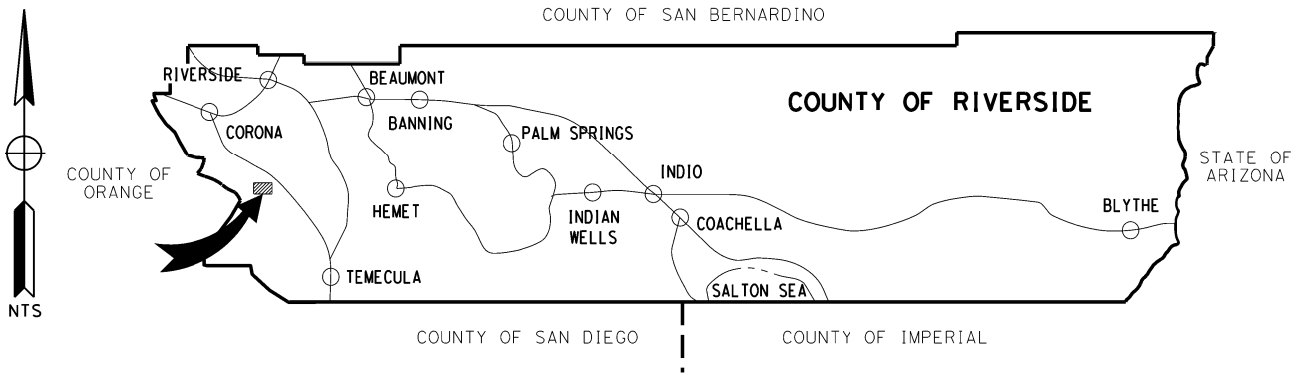 COUNTY OF SAN BERNARDINO
RIVERSIDE
BEAUMONT
COUNTY OF RIVERSIDE
BANNING
CORONA
PALM SPRINGS
COUNTY OF
ORANGE
STATE OF
ARIZONA
INDIO
HEMET
INDIAN
WELLS
COACHELLA
BLYTHE
TEMECULA
SALTON SEA
NTS
COUNTY OF SAN DIEGO
COUNTY OF IMPERIAL